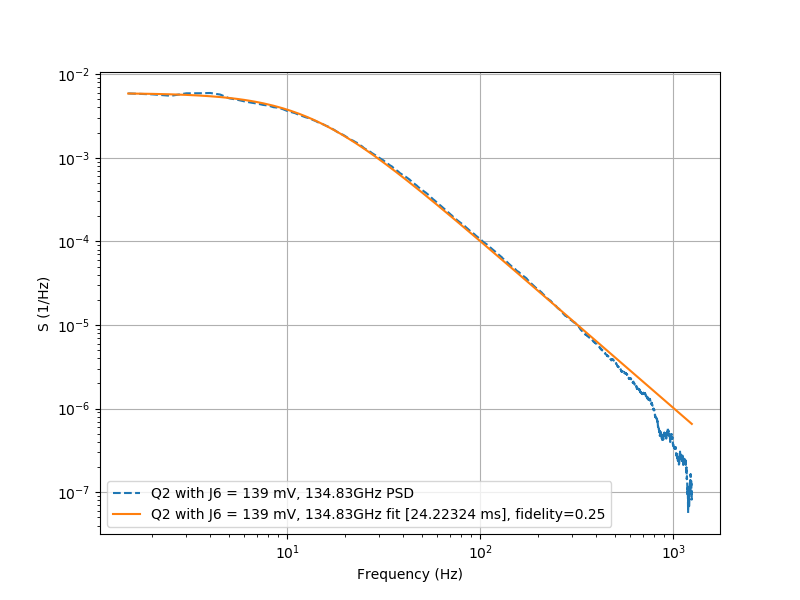 10⁻²
10⁻³
10⁻⁴
10⁻⁵
10⁻⁶
10⁻⁷
S (1/Hz)
Q2 with J6 = 139 mV, 134.83GHz PSD
Q2 with J6 = 139 mV, 134.83GHz fit [24.22324 ms], fidelity=0.25
10¹ 10² 10³
Frequency (Hz)